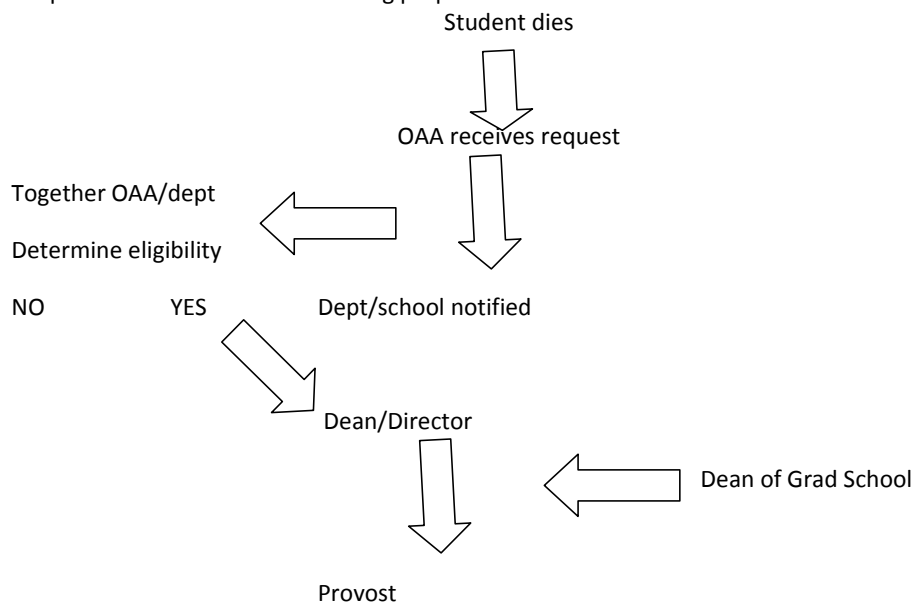 Student dies
OAA receives request
Together OAA/dept
Determine eligibility
NO YES Dept/school notified
Dean/Director
Dean of Grad School
Provost